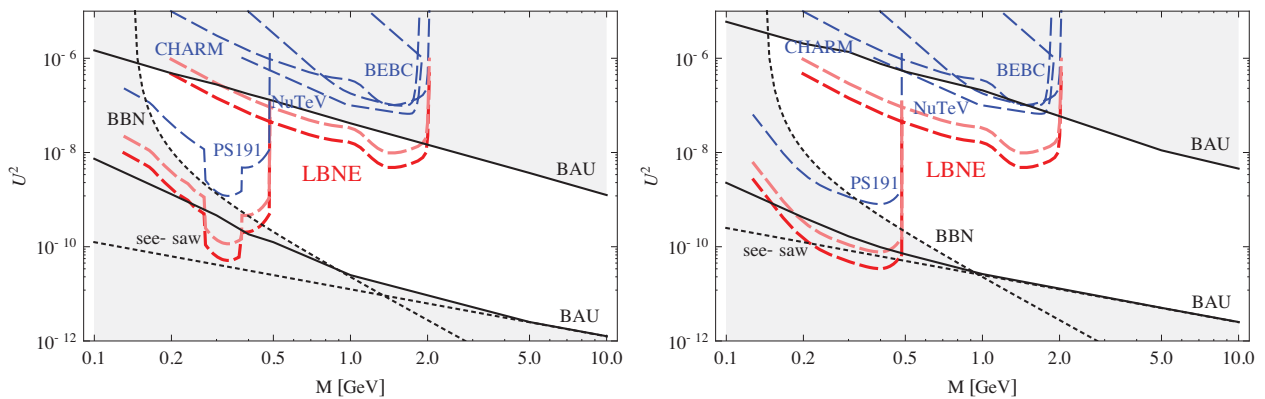 CHARM
BEBC
NuTeV
BBN
PS191
BAU
LBNE
see- saw
BAU
U²
10⁻⁶
10⁻⁸
10⁻¹⁰
10⁻¹²
0.1 0.2 0.5 1.0 2.0 5.0 10.0
M [GeV]
CHARM
BEBC
NuTeV
BAU
LBNE
PS191
BBN
see- saw
BAU
U²
10⁻⁶
10⁻⁸
10⁻¹⁰
10⁻¹²
0.1 0.2 0.5 1.0 2.0 5.0 10.0
M [GeV]